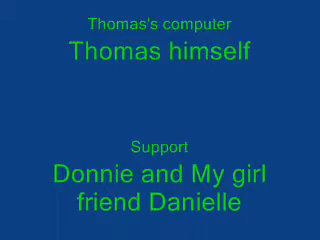 Thomas's computer
Thomas himself
Support
Donnie and My girl
friend Danielle